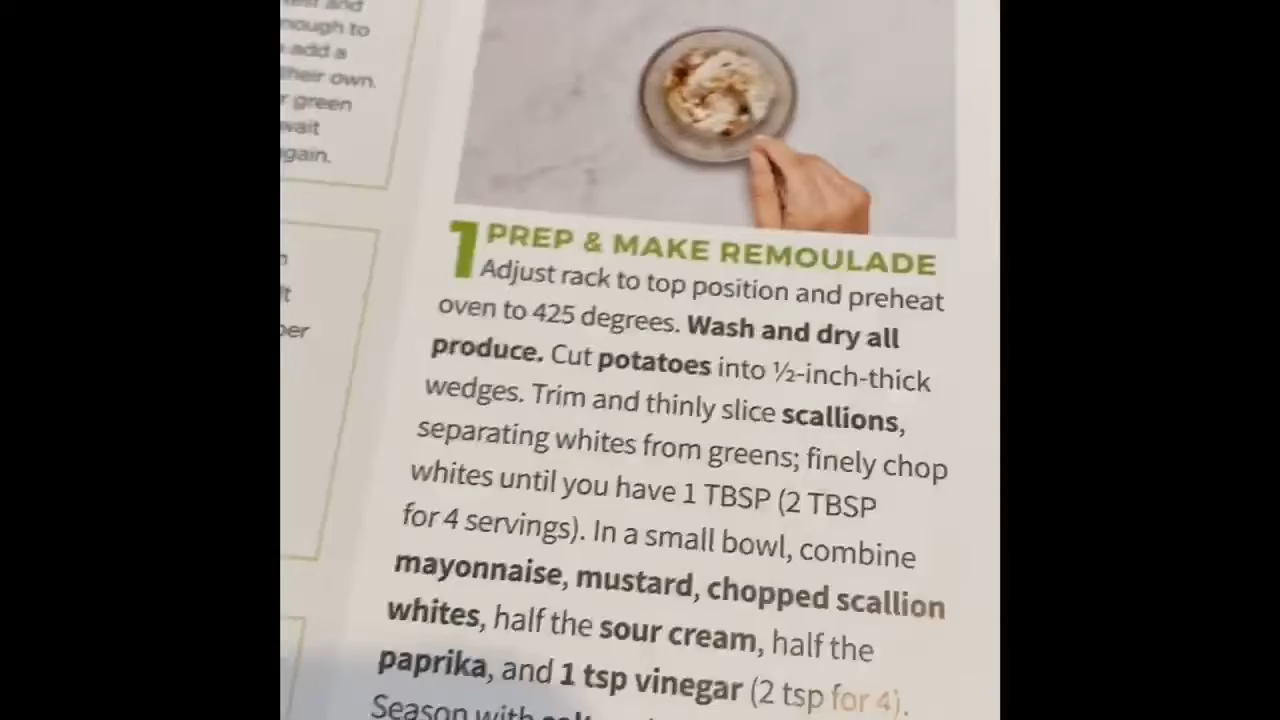 nough to
add a
their own.
green
wait
gain.
1 PREP & MAKE REMOULADE
Adjust rack to top position and preheat
oven to 425 degrees. Wash and dry all
produce. Cut potatoes into ½-inch-thick
wedges. Trim and thinly slice scallions,
separating whites from greens; finely chop
whites until you have 1 TBSP (2 TBSP
for 4 servings). In a small bowl, combine
mayonnaise, mustard, chopped scallion
whites, half the sour cream, half the
paprika, and 1 tsp vinegar (2 tsp for 4).
Season with